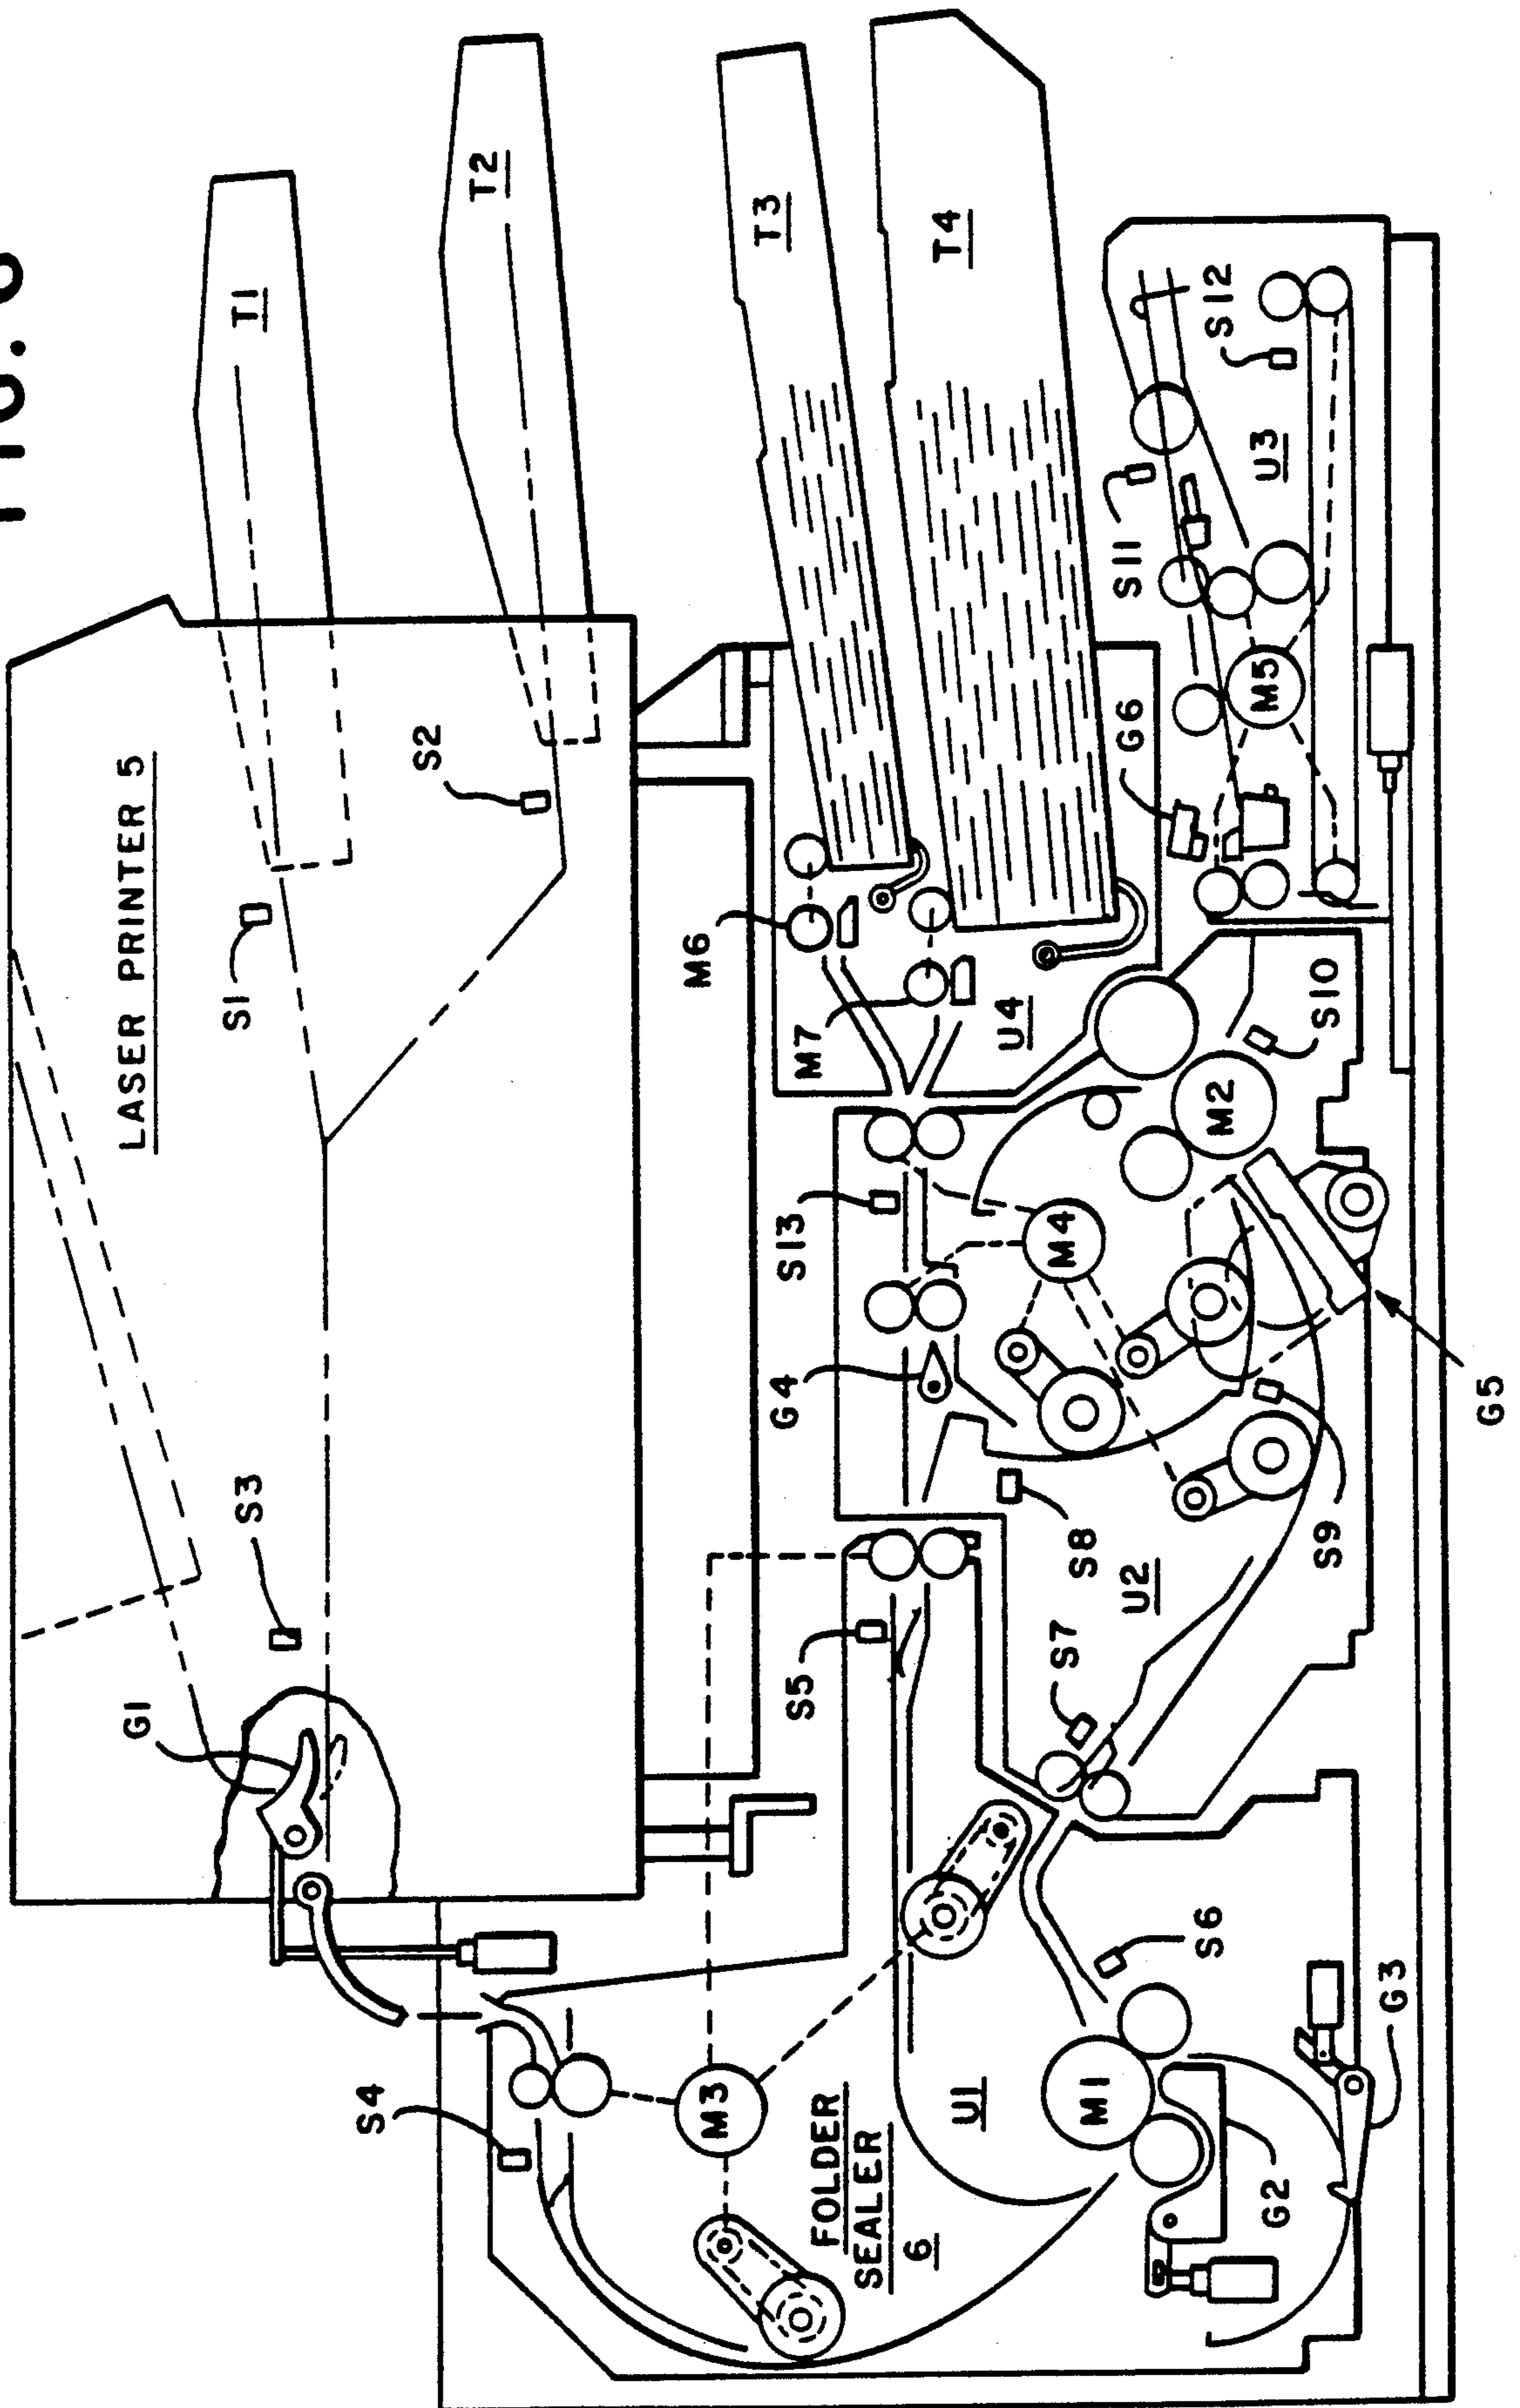 FIG.
LASER PRINTER 5
G1
S3
S1
T1
S4
S2
T2
M3
M6
T3
S5
G4
S13
M7
FOLDER
SEALER
6
T4
U1
U4
S7
S8
M4
M1
S6
U2
G6
S11
M2
S12
G2
M5
U3
S9
S10
G3
G5